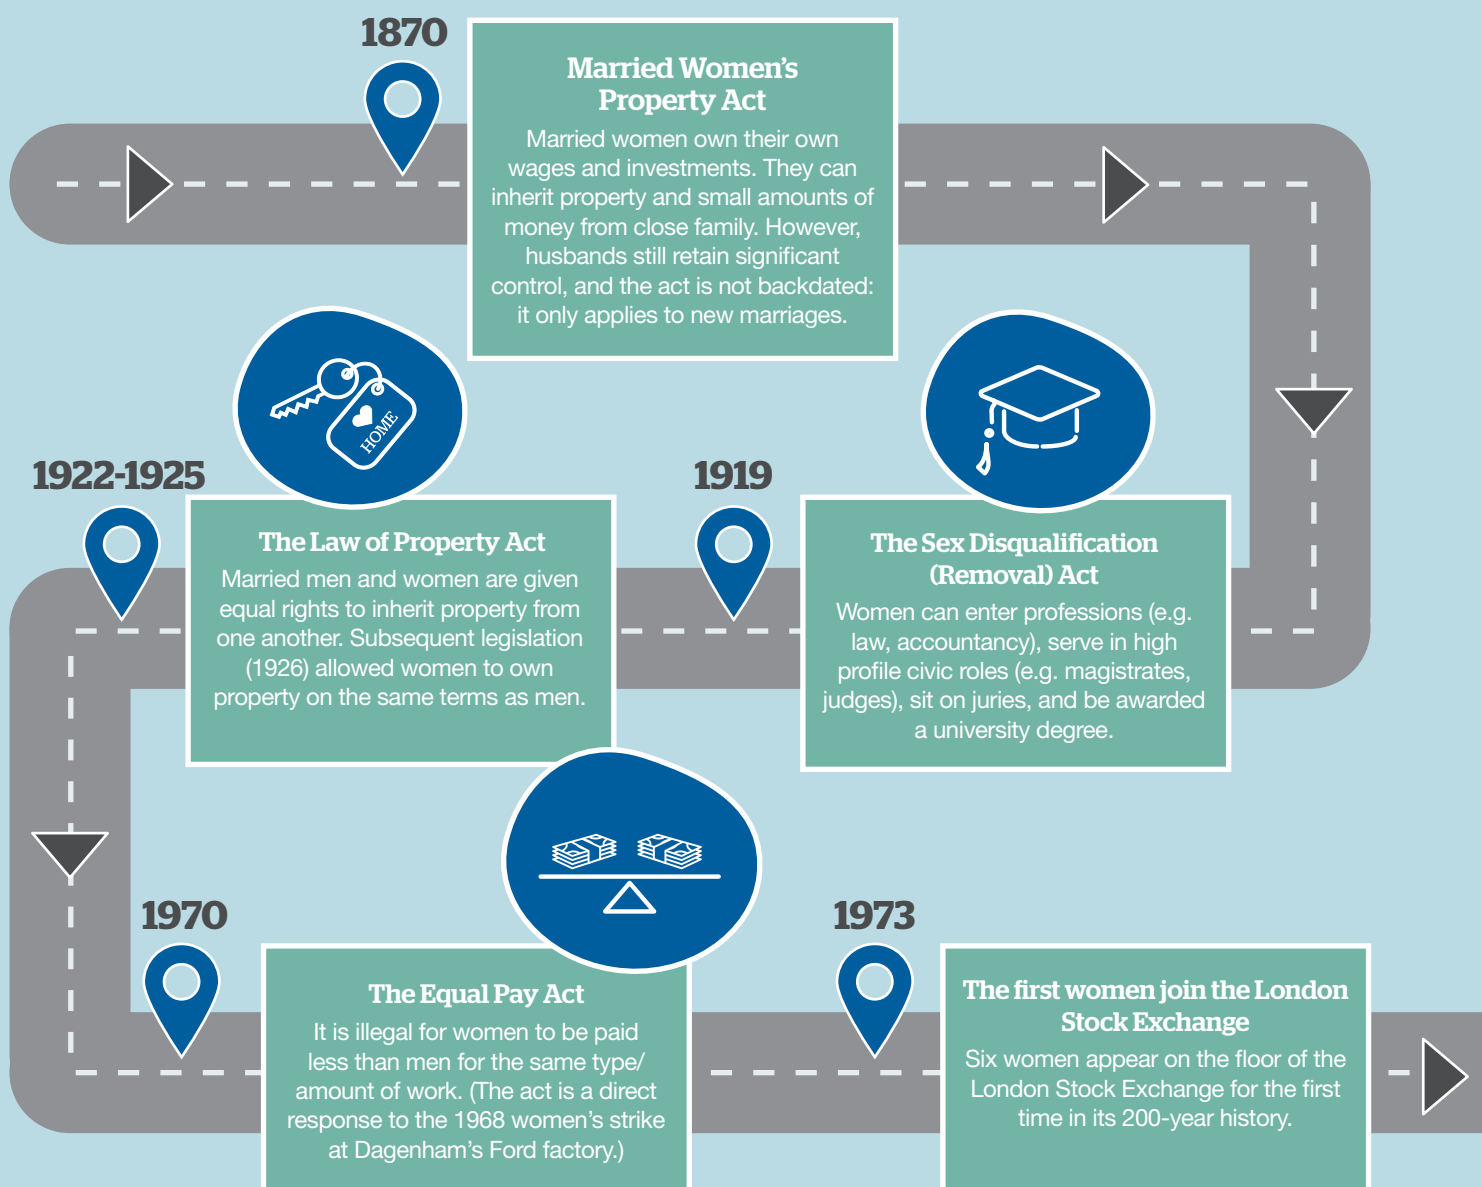 1870
Married Women's
Property Act
Married women own their own
wages and investments. They can
inherit property and small amounts of
money from close family. However,
husbands still retain significant
control, and the act is not backdated:
it only applies to new marriages.
1919
The Sex Disqualification
(Removal) Act
Women can enter professions (e.g.
law, accountancy), serve in high
profile civic roles (e.g. magistrates,
judges), sit on juries, and be awarded
a university degree.
1922-1925
HOME
The Law of Property Act
Married men and women are given
equal rights to inherit property from
one another. Subsequent legislation
(1926) allowed women to own
property on the same terms as men.
1970
The Equal Pay Act
It is illegal for women to be paid
less than men for the same type/
amount of work. (The act is a direct
response to the 1968 women's strike
at Dagenham's Ford factory.)
1973
The first women join the London
Stock Exchange
Six women appear on the floor of the
London Stock Exchange for the first
time in its 200-year history.